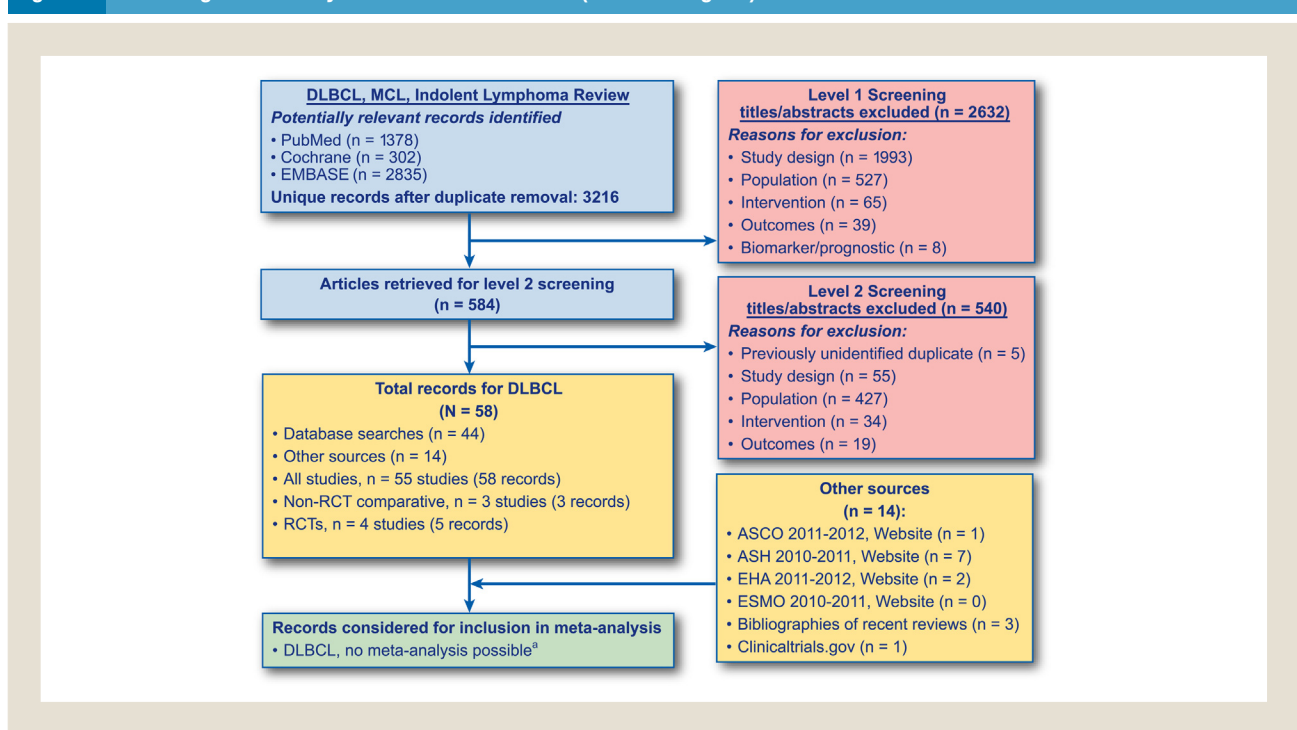 DLBCL, MCL, Indolent Lymphoma Review
Potentially relevant records identified
• PubMed (n = 1378)
• Cochrane (n = 302)
• EMBASE (n = 2835)
Unique records after duplicate removal: 3216
Level 1 Screening
titles/abstracts excluded (n = 2632)
Reasons for exclusion:
• Study design (n = 1993)
• Population (n = 527)
• Intervention (n = 65)
• Outcomes (n = 39)
• Biomarker/prognostic (n = 8)
Articles retrieved for level 2 screening
(n = 584)
Level 2 Screening
titles/abstracts excluded (n = 540)
Reasons for exclusion:
• Previously unidentified duplicate (n = 5)
• Study design (n = 55)
• Population (n = 427)
• Intervention (n = 34)
• Outcomes (n = 19)
Total records for DLBCL
(N = 58)
• Database searches (n = 44)
• Other sources (n = 14)
• All studies, n = 55 studies (58 records)
• Non-RCT comparative, n = 3 studies (3 records)
• RCTs, n = 4 studies (5 records)
Other sources
(n = 14):
• ASCO 2011-2012, Website (n = 1)
• ASH 2010-2011, Website (n = 7)
• EHA 2011-2012, Website (n = 2)
• ESMO 2010-2011, Website (n = 0)
• Bibliographies of recent reviews (n = 3)
• Clinicaltrials.gov (n = 1)
Records considered for inclusion in meta-analysis
• DLBCL, no meta-analysis possibleᵃ